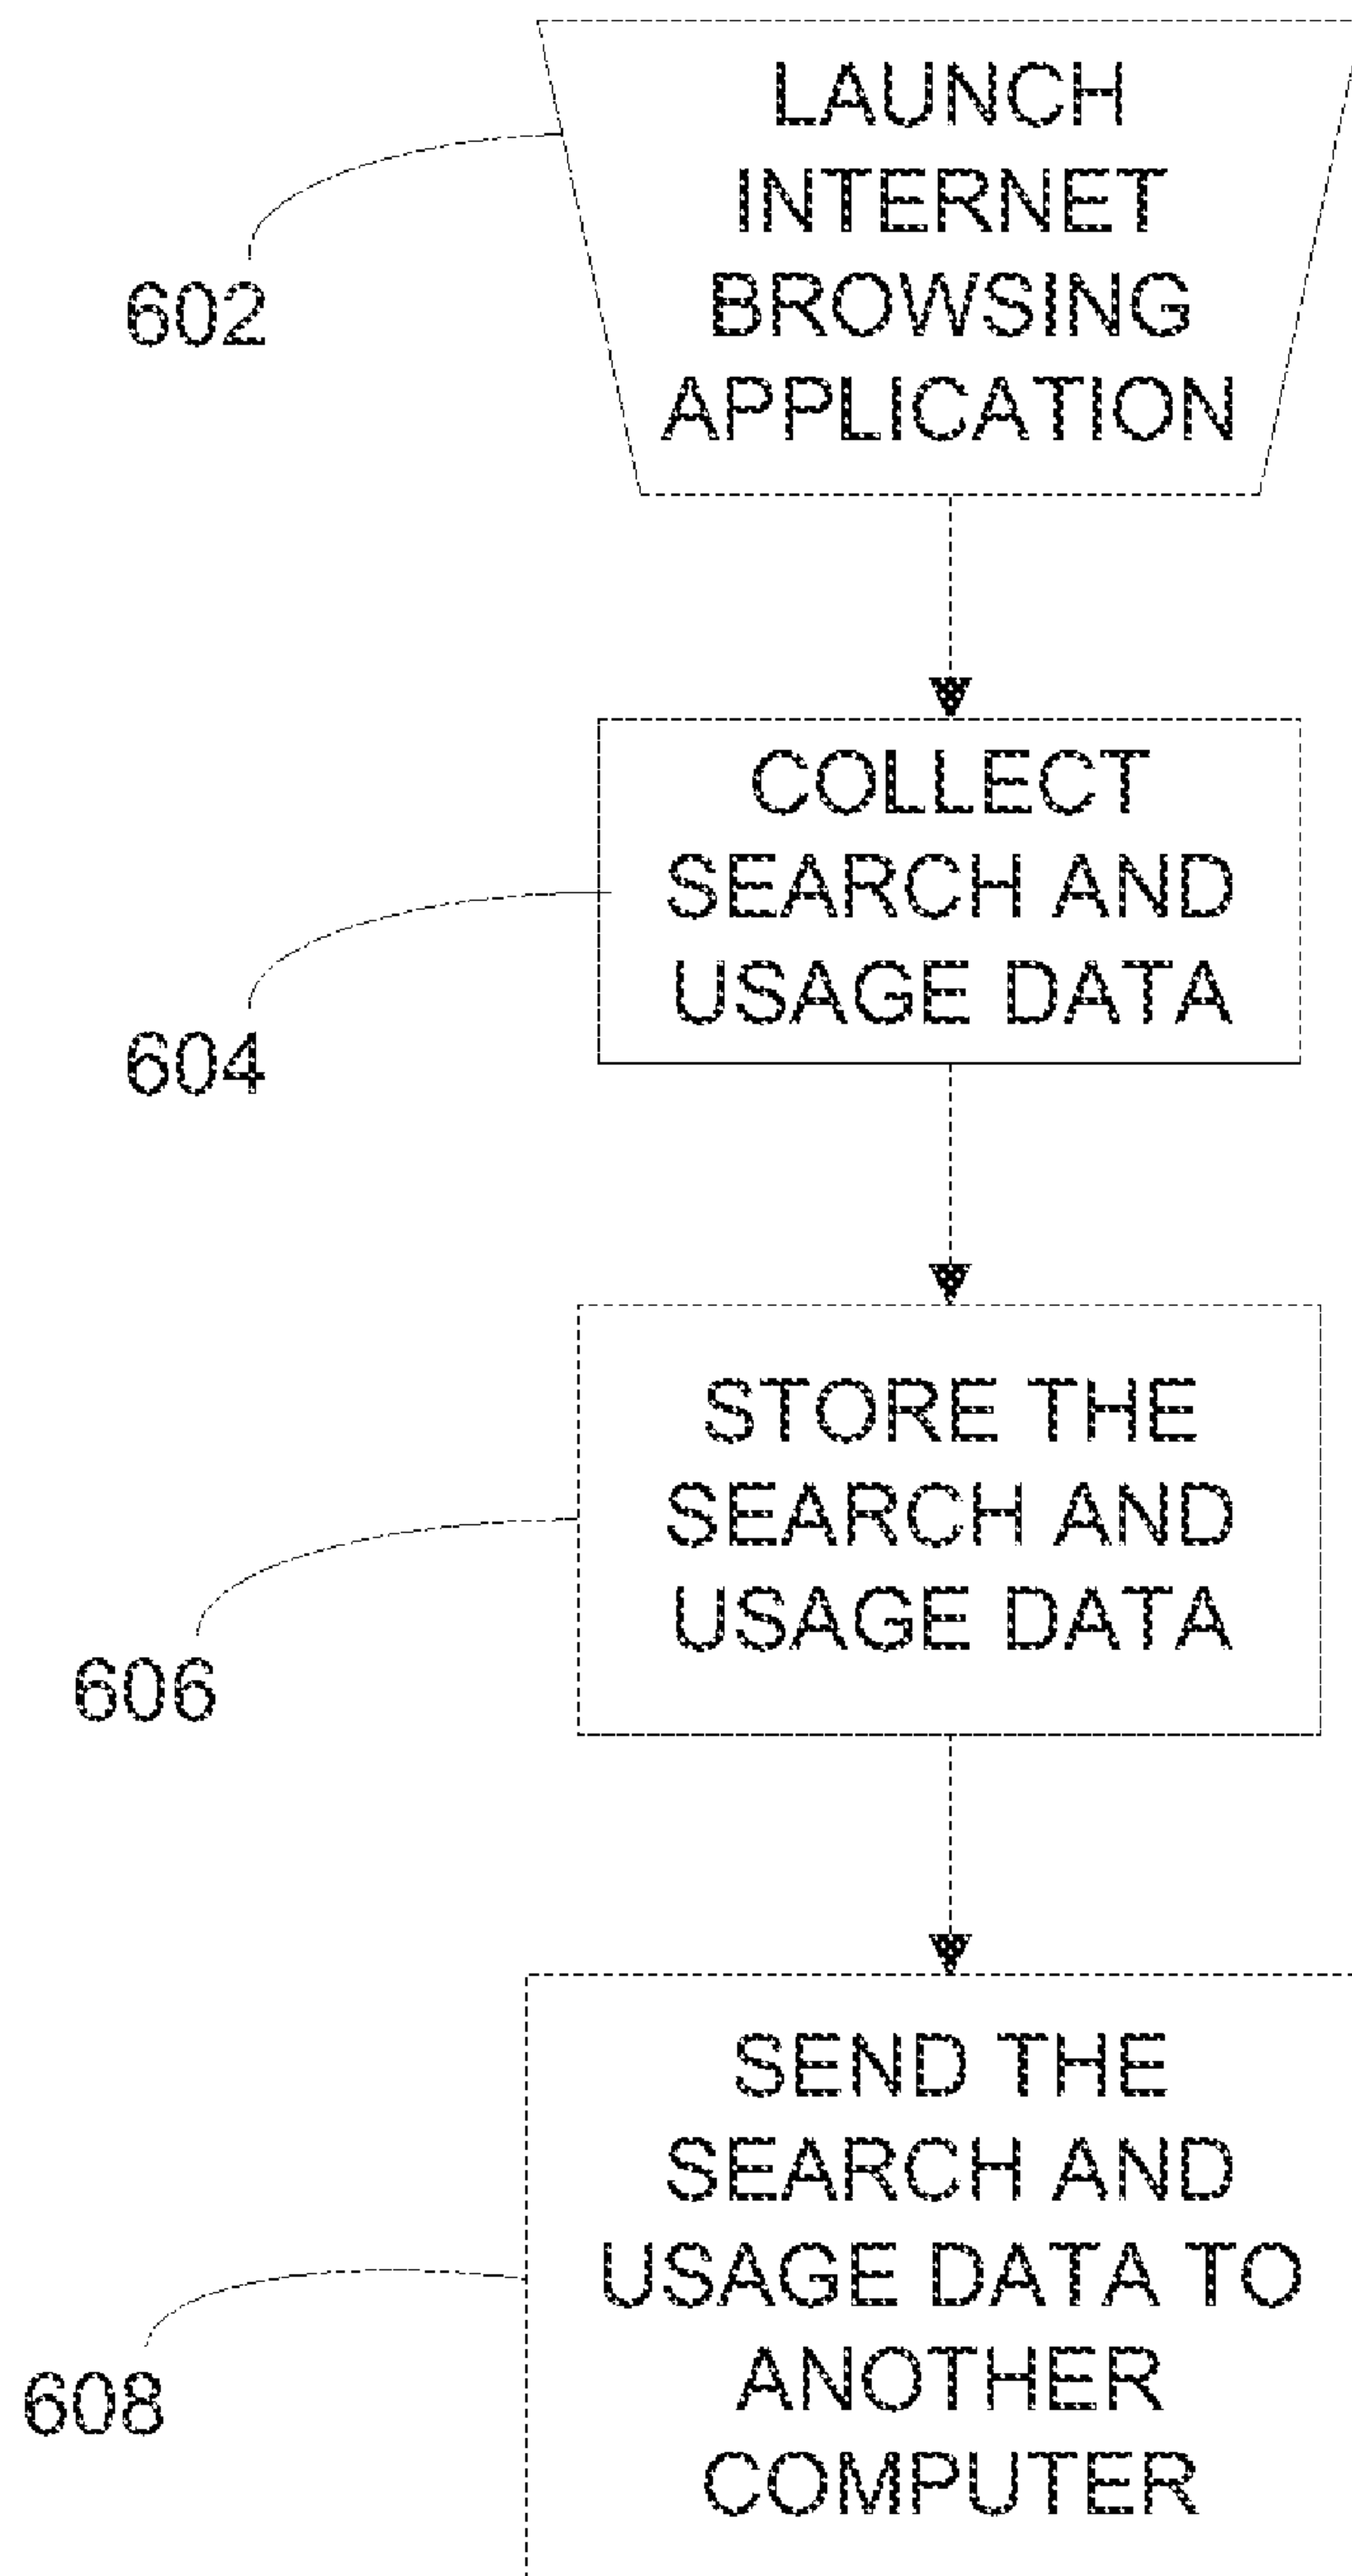 LAUNCH
INTERNET
BROWSING
APPLICATION
602
COLLECT
SEARCH AND
USAGE DATA
604
STORE THE
SEARCH AND
USAGE DATA
606
SEND THE
SEARCH AND
USAGE DATA TO
ANOTHER
COMPUTER
608